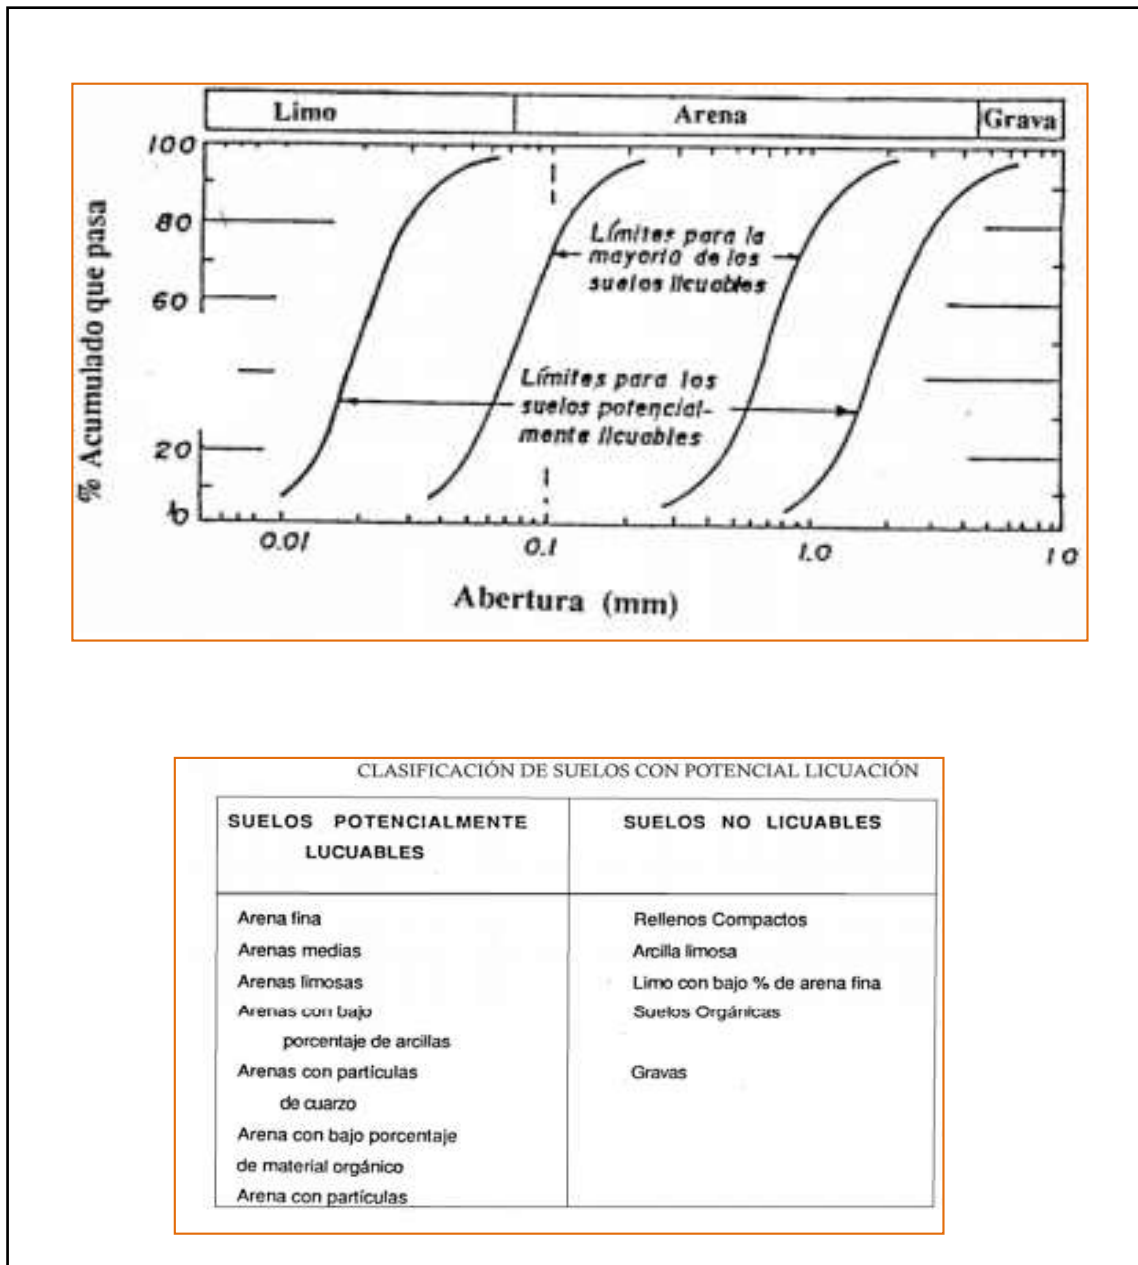 Limo Arena Grava
100
80
60
20
10
% Acumulado que pasa
Límites para la
mayoría de los
suelos licuables
Límites para los
suelos potencial-
mente licuables
0.01 0.1 1.0 10
Abertura (mm)
CLASIFICACIÓN DE SUELOS CON POTENCIAL LICUACIÓN
SUELOS POTENCIALMENTE
LUCUABLES
SUELOS NO LICUABLES
Arena fina
Arenas medias
Arenas limosas
Arenas con bajo
porcentaje de arcillas
Arenas con partículas
de cuarzo
Arena con bajo porcentaje
de material orgánico
Arena con partículas
Rellenos Compactos
Arcilla limosa
Limo con bajo % de arena fina
Suelos Orgánicas
Gravas